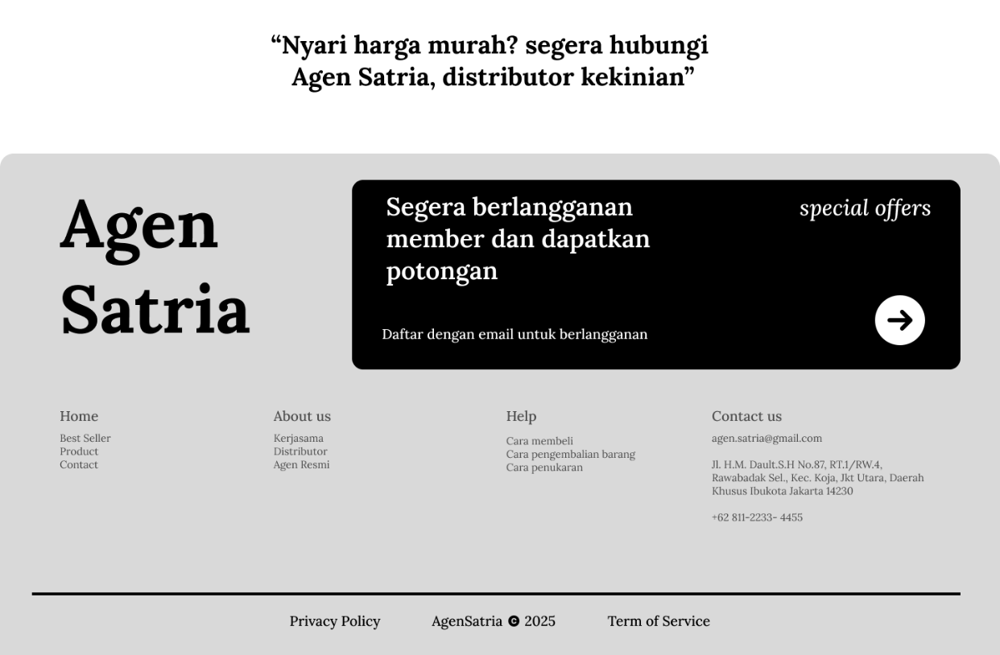 “Nyari harga murah? segera hubungi
Agen Satria, distributor kekinian”
Agen
Satria
Segera berlangganan
member dan dapatkan
potongan
special offers
Daftar dengan email untuk berlangganan
Home
Best Seller
Product
Contact
About us
Kerjasama
Distributor
Agen Resmi
Help
Cara membeli
Cara pengembalian barang
Cara penukaran
Contact us
agen.satria@gmail.com
Jl. H.M. Dault.S.H No.87, RT.1/RW.4,
Rawabadak Sel., Kec. Koja, Jkt Utara, Daerah
Khusus Ibukota Jakarta 14230
+62 811-2233- 4455
Privacy Policy
AgenSatria © 2025
Term of Service